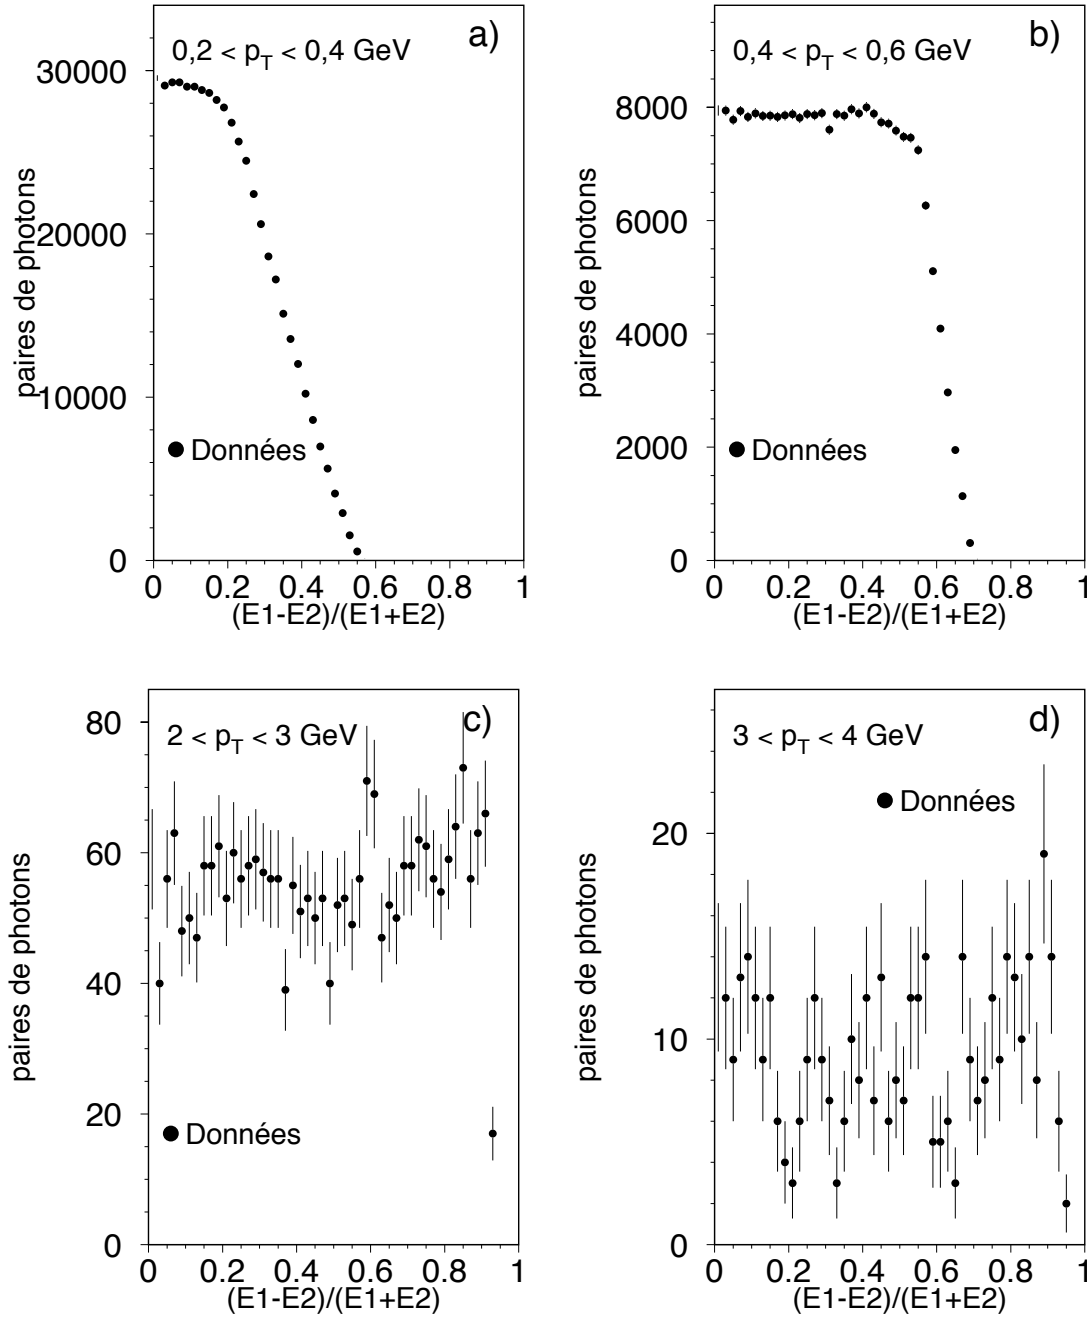 a)
0,2 < pT < 0,4 GeV
30000
20000
10000
0
paires de photons
Données
0 0.2 0.4 0.6 0.8 1
(E1-E2)/(E1+E2)
b)
0,4 < pT < 0,6 GeV
8000
6000
4000
2000
0
paires de photons
Données
0 0.2 0.4 0.6 0.8 1
(E1-E2)/(E1+E2)
c)
2 < pT < 3 GeV
80
60
40
20
0
paires de photons
Données
0 0.2 0.4 0.6 0.8 1
(E1-E2)/(E1+E2)
d)
3 < pT < 4 GeV
Données
20
10
0
paires de photons
0 0.2 0.4 0.6 0.8 1
(E1-E2)/(E1+E2)